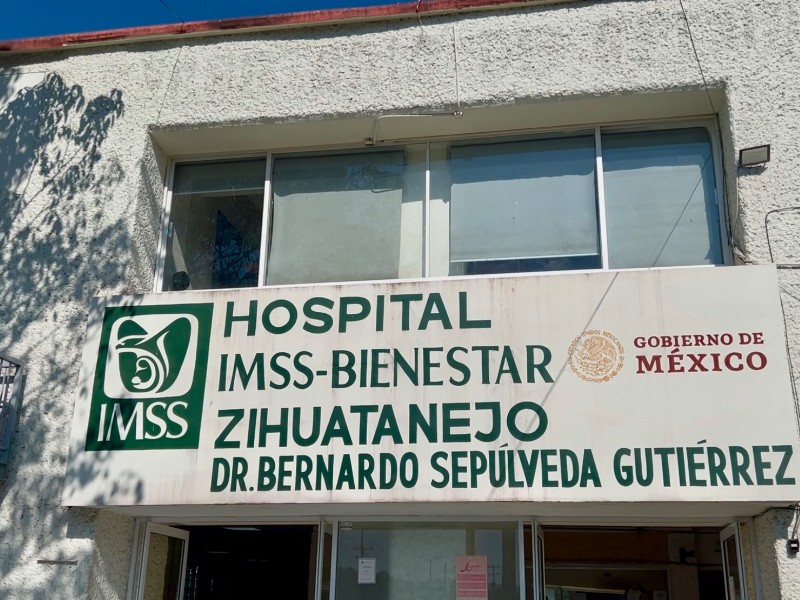 HOSPITAL
IMSS-BIENESTAR
ZIHUATANEJO
DR. BERNARDO SEPÚLVEDA GUTIÉRREZ
IMSS
GOBIERNO DE
MÉXICO